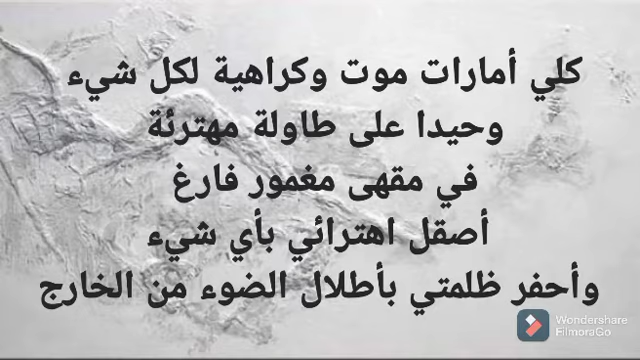 كلي أمارات موت وكراهية لكل شيء
وحيدا على طاولة مهترئة
في مقهى مغمور فارغ
أصقل اهترائي بأي شيء
وأحفر ظلمتي بأطلال الضوء من الخارج
Wondershare
FilmoraGo